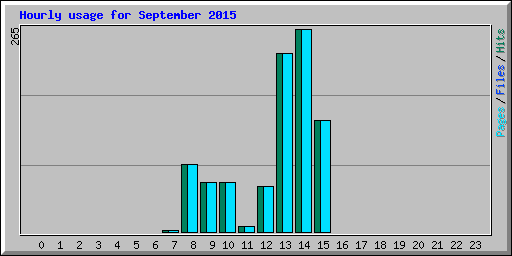 Hourly usage for September 2015
265
Pages/Files/Hits
0 1 2 3 4 5 6 7 8 9 10 11 12 13 14 15 16 17 18 19 20 21 22 23